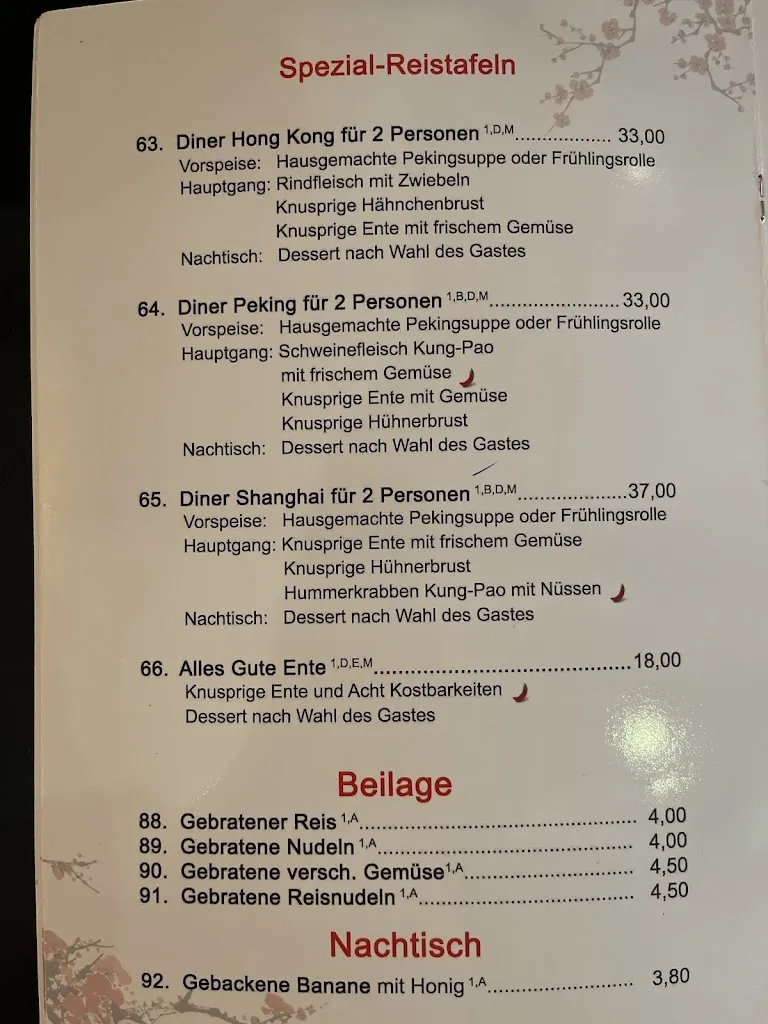 Spezial-Reistafeln
63. Diner Hong Kong für 2 Personen 1,D,M.................. 33,00
Vorspeise: Hausgemachte Pekingsuppe oder Frühlingsrolle
Hauptgang: Rindfleisch mit Zwiebeln
Knusprige Hähnchenbrust
Knusprige Ente mit frischem Gemüse
Nachtisch: Dessert nach Wahl des Gastes
64. Diner Peking für 2 Personen 1,B,D,M........................33,00
Vorspeise: Hausgemachte Pekingsuppe oder Frühlingsrolle
Hauptgang: Schweinefleisch Kung-Pao
mit frischem Gemüse
Knusprige Ente mit Gemüse
Knusprige Hühnerbrust
Nachtisch: Dessert nach Wahl des Gastes
65. Diner Shanghai für 2 Personen 1,B,D,M....................37,00
Vorspeise: Hausgemachte Pekingsuppe oder Frühlingsrolle
Hauptgang: Knusprige Ente mit frischem Gemüse
Knusprige Hühnerbrust
Hummerkrabben Kung-Pao mit Nüssen
Nachtisch: Dessert nach Wahl des Gastes
66. Alles Gute Ente 1,D,E,M..........................................18,00
Knusprige Ente und Acht Kostbarkeiten
Dessert nach Wahl des Gastes
Beilage
88. Gebratener Reis 1,A.............................................. 4,00
89. Gebratene Nudeln 1,A........................................... 4,00
90. Gebratene versch. Gemüse1,A............................ 4,50
91. Gebratene Reisnudeln 1,A.................................... 4,50
Nachtisch
92. Gebackene Banane mit Honig 1,A........................ 3,80